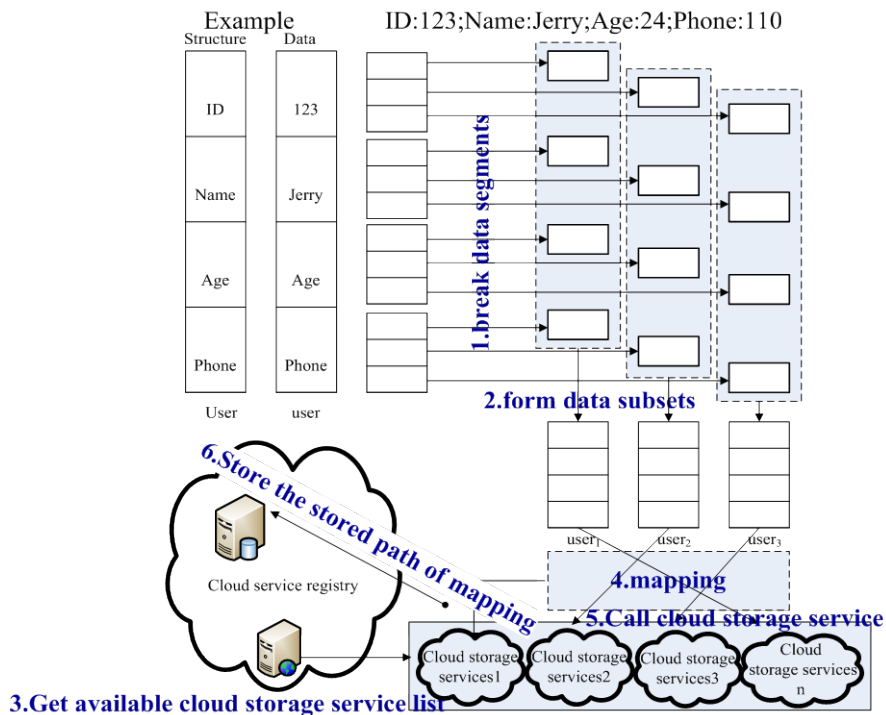 Example
ID:123;Name:Jerry;Age:24;Phone:110
Structure
Data
ID
123
Name
Jerry
Age
Age
Phone
Phone
User
user
1.break data segments
2.form data subsets
user1
user2
user3
6.Store the stored path of mapping
Cloud service registry
4.mapping
5.Call cloud storage service
Cloud storage
services1
Cloud storage
services2
Cloud storage
services3
Cloud
storage services
n
3.Get available cloud storage service list